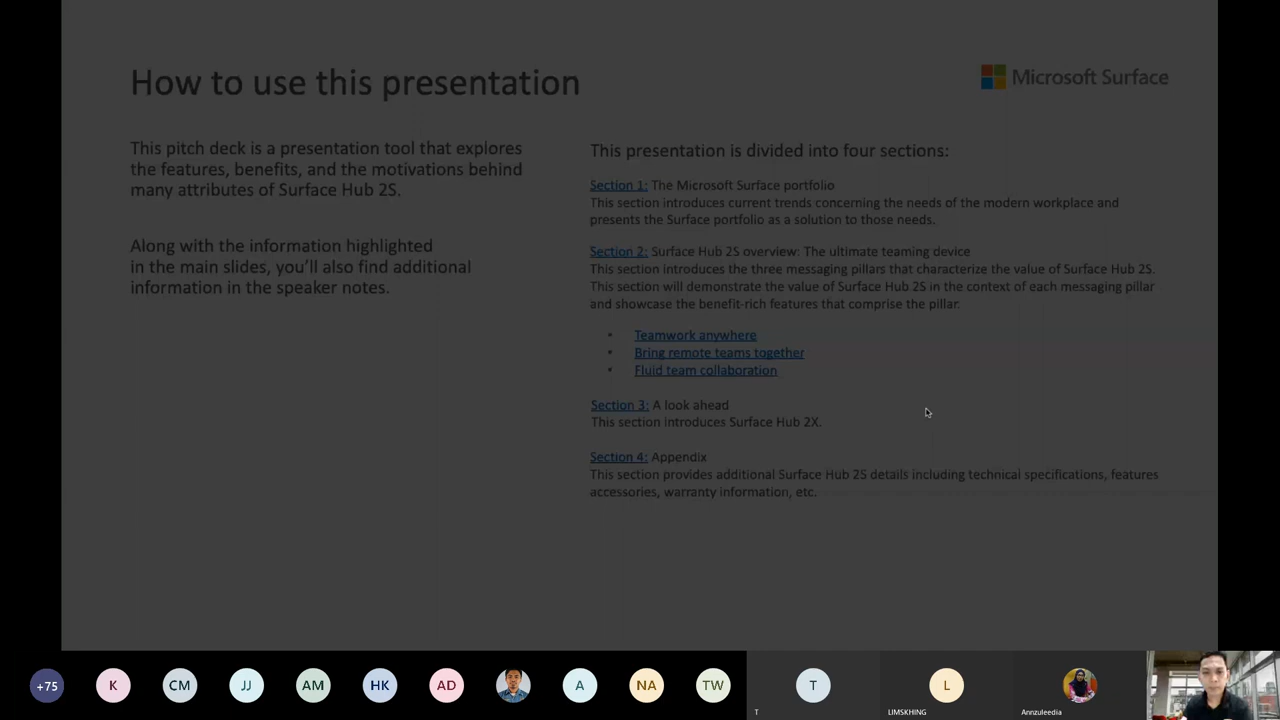 How to use this presentation
Microsoft Surface
This pitch deck is a presentation tool that explores
the features, benefits, and the motivations behind
many attributes of Surface Hub 2S.
Along with the information highlighted
in the main slides, you’ll also find additional
information in the speaker notes.
This presentation is divided into four sections:
Section 1: The Microsoft Surface portfolio
This section introduces current trends concerning the needs of the modern workplace and
presents the Surface portfolio as a solution to those needs.
Section 2: Surface Hub 2S overview: The ultimate teaming device
This section introduces the three messaging pillars that characterize the value of Surface Hub 2S.
This section will demonstrate the value of Surface Hub 2S in the context of each messaging pillar
and showcase the benefit-rich features that comprise the pillar.
• Teamwork anywhere
• Bring remote teams together
• Fluid team collaboration
Section 3: A look ahead
This section introduces Surface Hub 2X.
Section 4: Appendix
This section provides additional Surface Hub 2S details including technical specifications, features
accessories, warranty information, etc.
+75 K CM JJ AM HK AD A NA TW T L
T LIMSKHING Annzuleedia